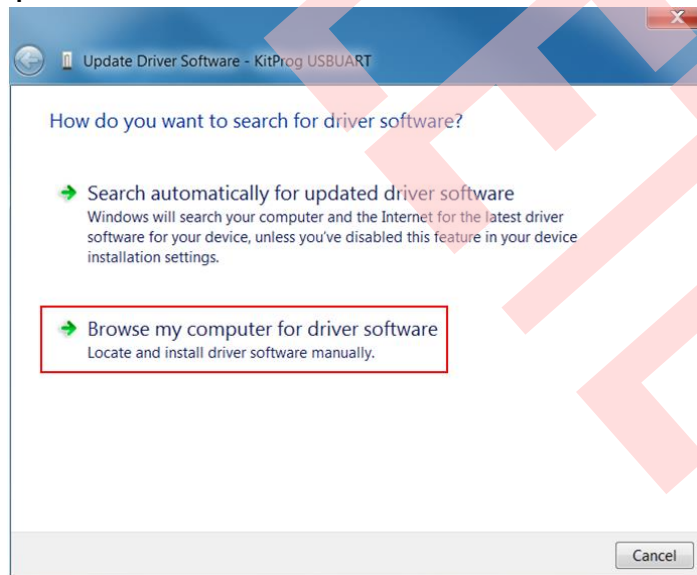 Update Driver Software - KitProg USBUART
How do you want to search for driver software?
Search automatically for updated driver software
Windows will search your computer and the Internet for the latest driver
software for your device, unless you've disabled this feature in your device
installation settings.
Browse my computer for driver software
Locate and install driver software manually.
Cancel